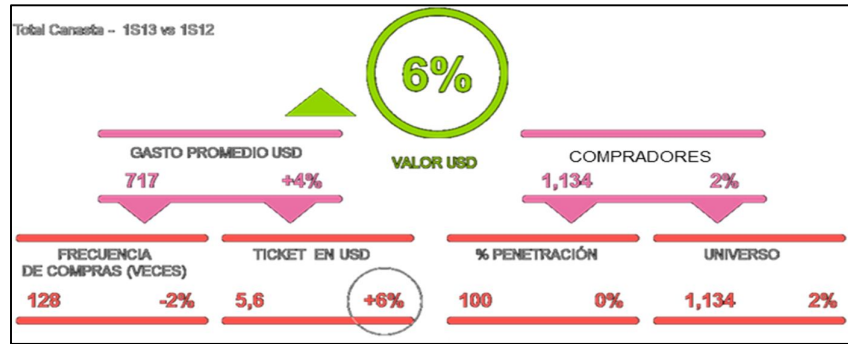 Total Canasta - 1S13 vs 1S12
6%
VALOR USD
GASTO PROMEDIO USD
717 +4%
COMPRADORES
1,134 2%
FRECUENCIA
DE COMPRAS (VECES)
128 -2%
TICKET EN USD
5,6 +6%
% PENETRACIÓN
100 0%
UNIVERSO
1,134 2%